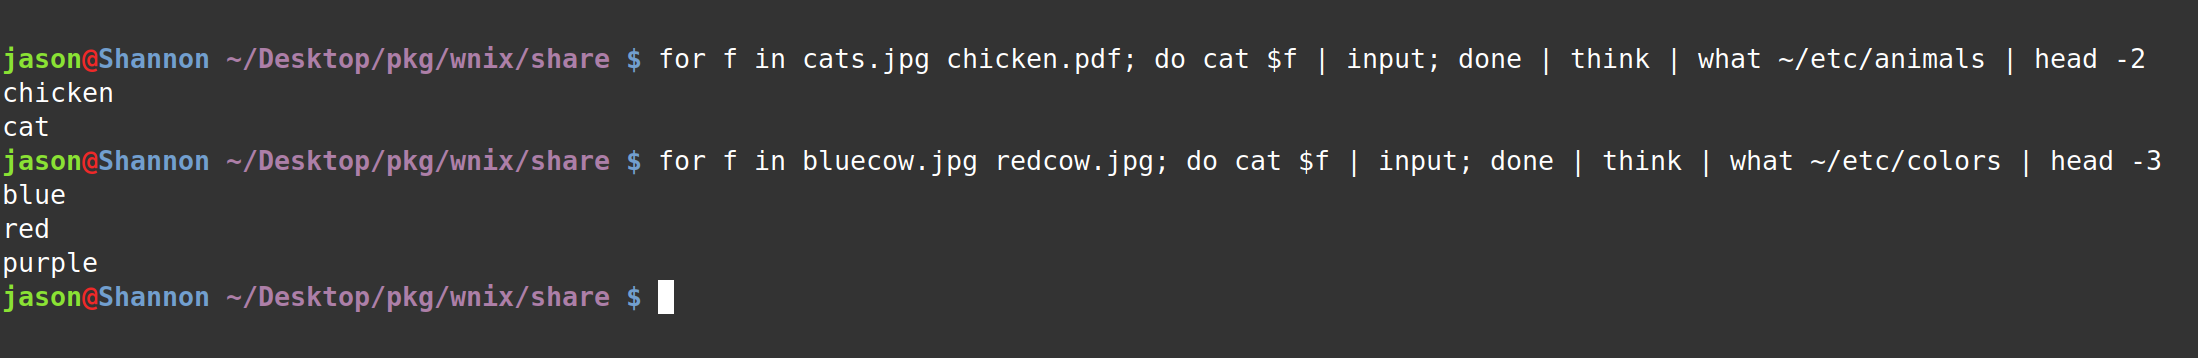 jason@Shannon ~/Desktop/pkg/wnix/share $ for f in cats.jpg chicken.pdf; do cat $f | input; done | think | what ~/etc/animals | head -2
chicken
cat
jason@Shannon ~/Desktop/pkg/wnix/share $ for f in bluecow.jpg redcow.jpg; do cat $f | input; done | think | what ~/etc/colors | head -3
blue
red
purple
jason@Shannon ~/Desktop/pkg/wnix/share $